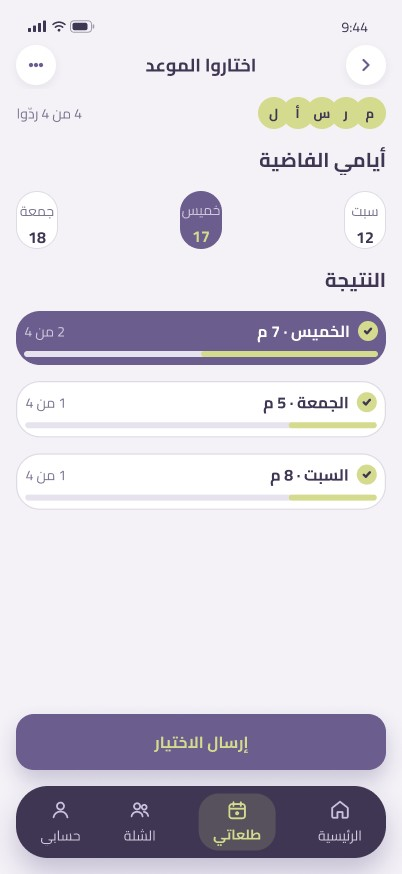 9:44
اختاروا الموعد
م ر س أ ل
4 من 4 ردّوا
أيامي الفاضية
سبت
12
خميس
17
جمعة
18
النتيجة
الخميس · 7 م
2 من 4
الجمعة · 5 م
1 من 4
السبت · 8 م
1 من 4
إرسال الاختيار
الرئيسية
طلعاتي
الشلة
حسابي